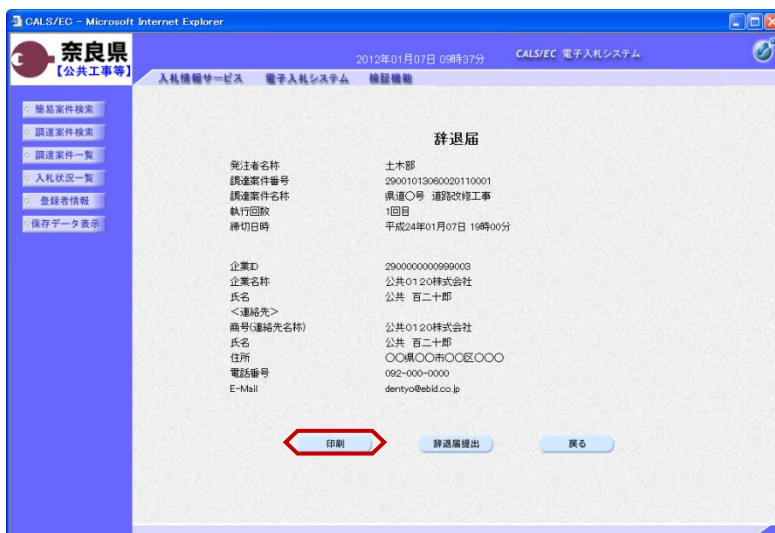 CALS/EC - Microsoft Internet Explorer
奈良県
【公共工事等】
2012年01月07日 09時37分
CALS/EC 電子入札システム
入札情報サービス 電子入札システム 検証機能
簡易案件検索
調達案件検索
調達案件一覧
入札状況一覧
登録者情報
保存データ表示
辞退届
発注者名称 土木部
調達案件番号 29001013060020110001
調達案件名称 県道〇号 道路改修工事
執行回数 1回目
締切日時 平成24年01月07日 19時00分
企業ID 2900000000999003
企業名称 公共0120株式会社
氏名 公共 百二十郎
<連絡先>
商号(連絡先名称) 公共0120株式会社
氏名 公共 百二十郎
住所 〇〇県〇〇市〇〇区〇〇〇
電話番号 092-000-0000
E-Mail dentyo@ebid.co.jp
印刷 辞退届提出 戻る